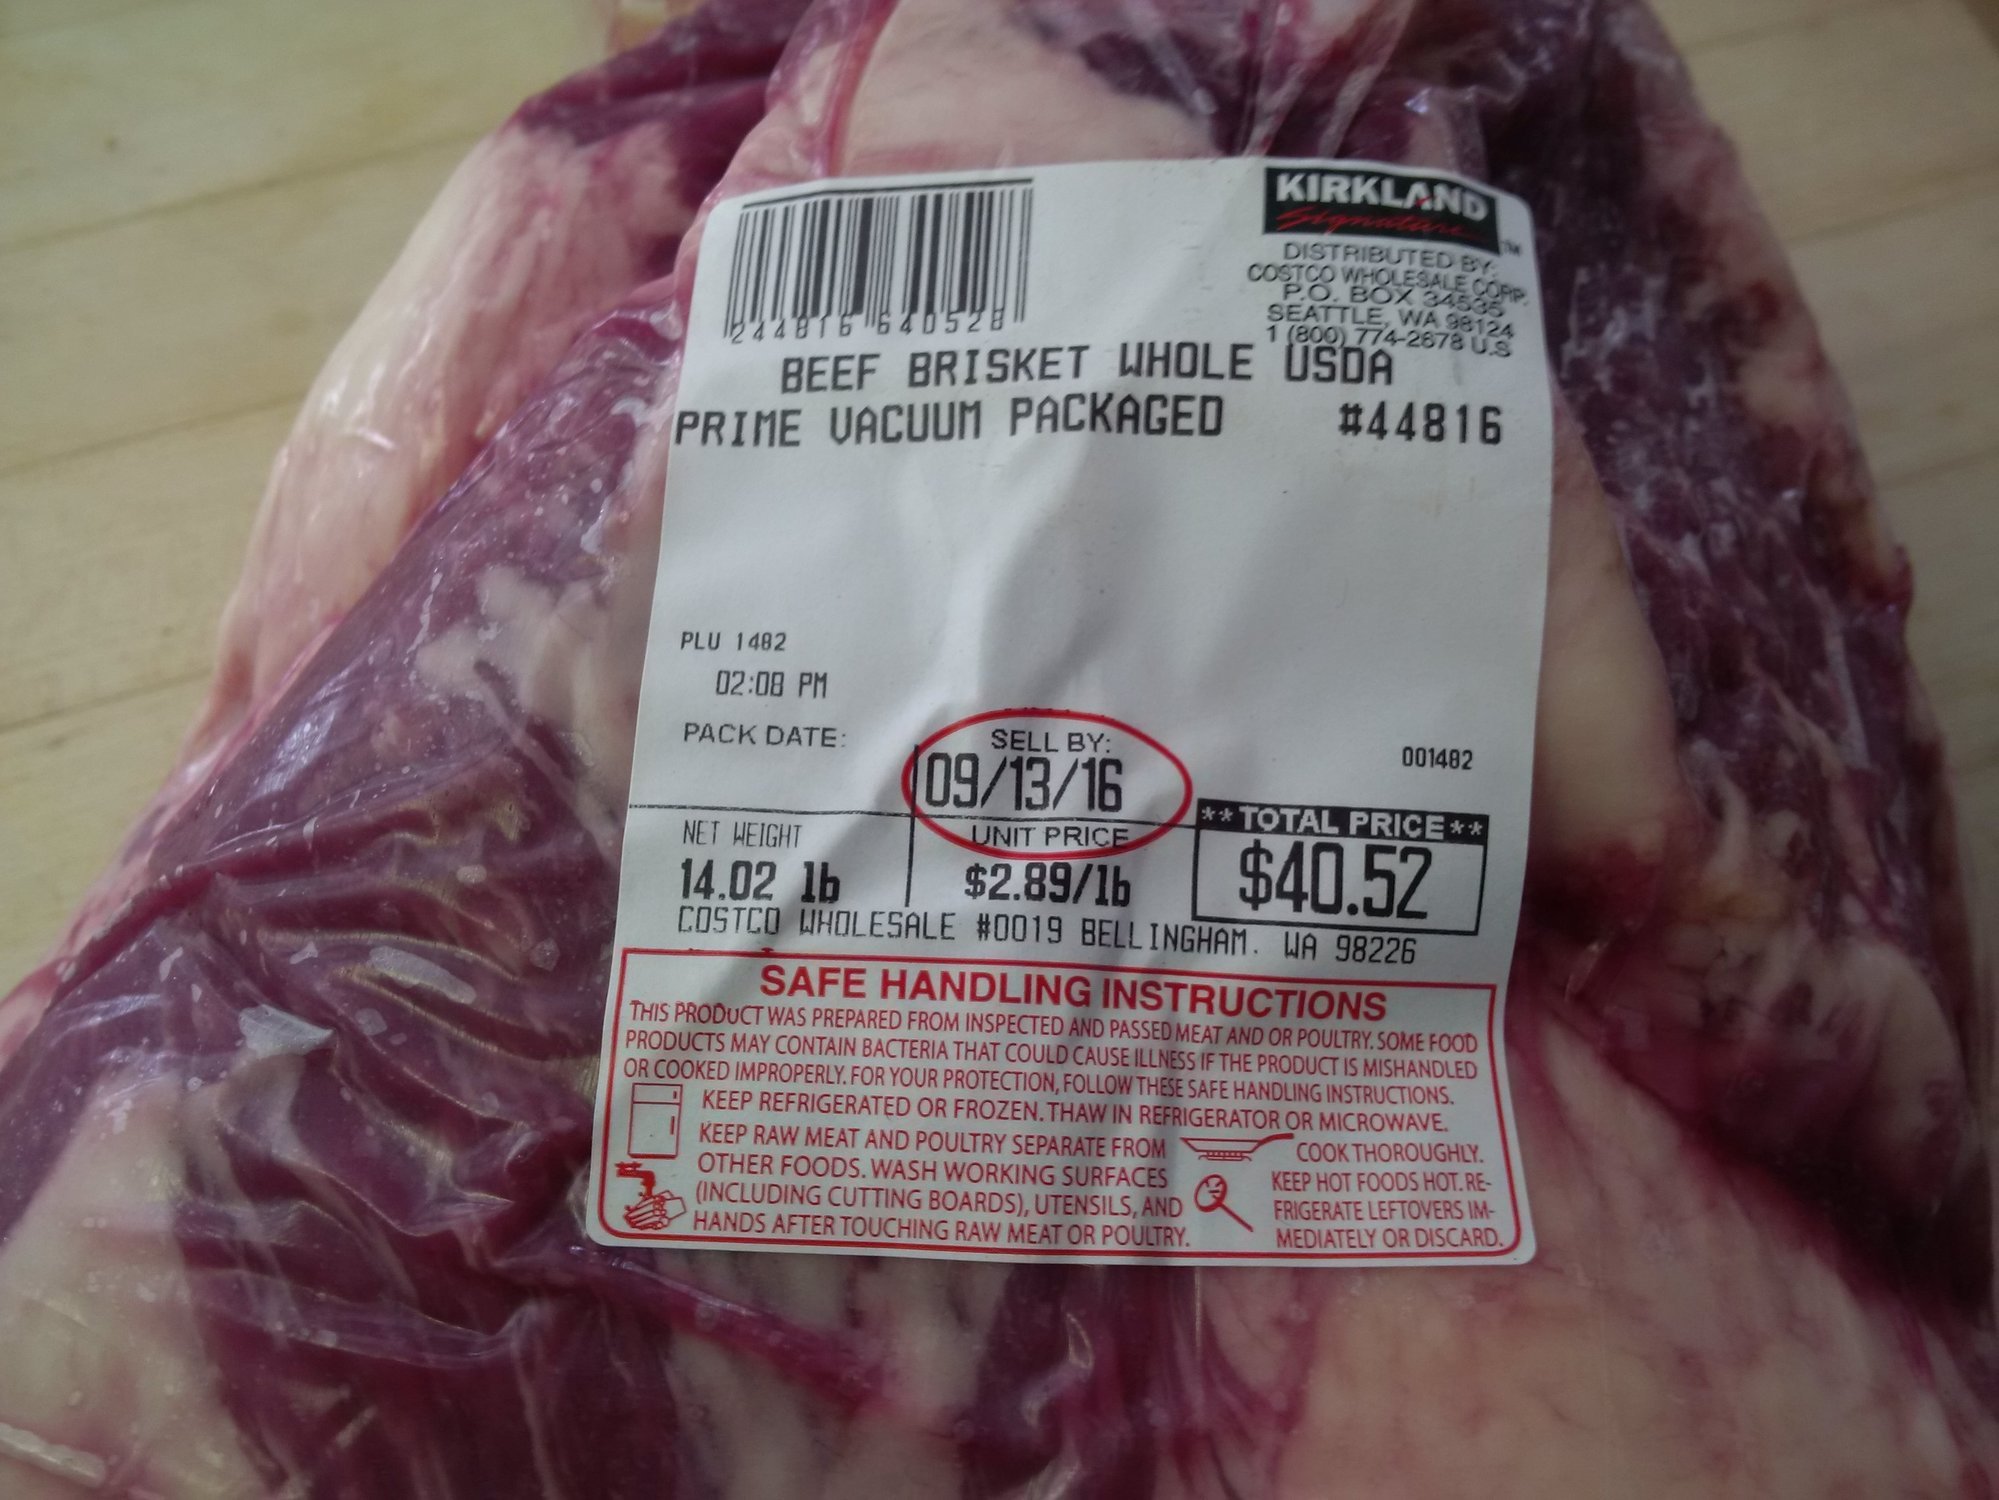 KIRKLAND
Signature™
DISTRIBUTED BY:
COSTCO WHOLESALE CORP.
P.O. BOX 34535
SEATTLE, WA 98124
1 (800) 774-2678 U.S
2 44816 640528
BEEF BRISKET WHOLE USDA
PRIME VACUUM PACKAGED #44816
PLU 1482
02:08 PM
PACK DATE: SELL BY: 001482
09/13/16
NET WEIGHT UNIT PRICE **TOTAL PRICE**
14.02 lb $2.89/lb $40.52
COSTCO WHOLESALE #0019 BELLINGHAM. WA 98226
SAFE HANDLING INSTRUCTIONS
THIS PRODUCT WAS PREPARED FROM INSPECTED AND PASSED MEAT AND OR POULTRY. SOME FOOD
PRODUCTS MAY CONTAIN BACTERIA THAT COULD CAUSE ILLNESS IF THE PRODUCT IS MISHANDLED
OR COOKED IMPROPERLY. FOR YOUR PROTECTION, FOLLOW THESE SAFE HANDLING INSTRUCTIONS.
KEEP REFRIGERATED OR FROZEN. THAW IN REFRIGERATOR OR MICROWAVE.
KEEP RAW MEAT AND POULTRY SEPARATE FROM
OTHER FOODS. WASH WORKING SURFACES
(INCLUDING CUTTING BOARDS), UTENSILS, AND
HANDS AFTER TOUCHING RAW MEAT OR POULTRY.
COOK THOROUGHLY.
KEEP HOT FOODS HOT. RE-
FRIGERATE LEFTOVERS IM-
MEDIATELY OR DISCARD.